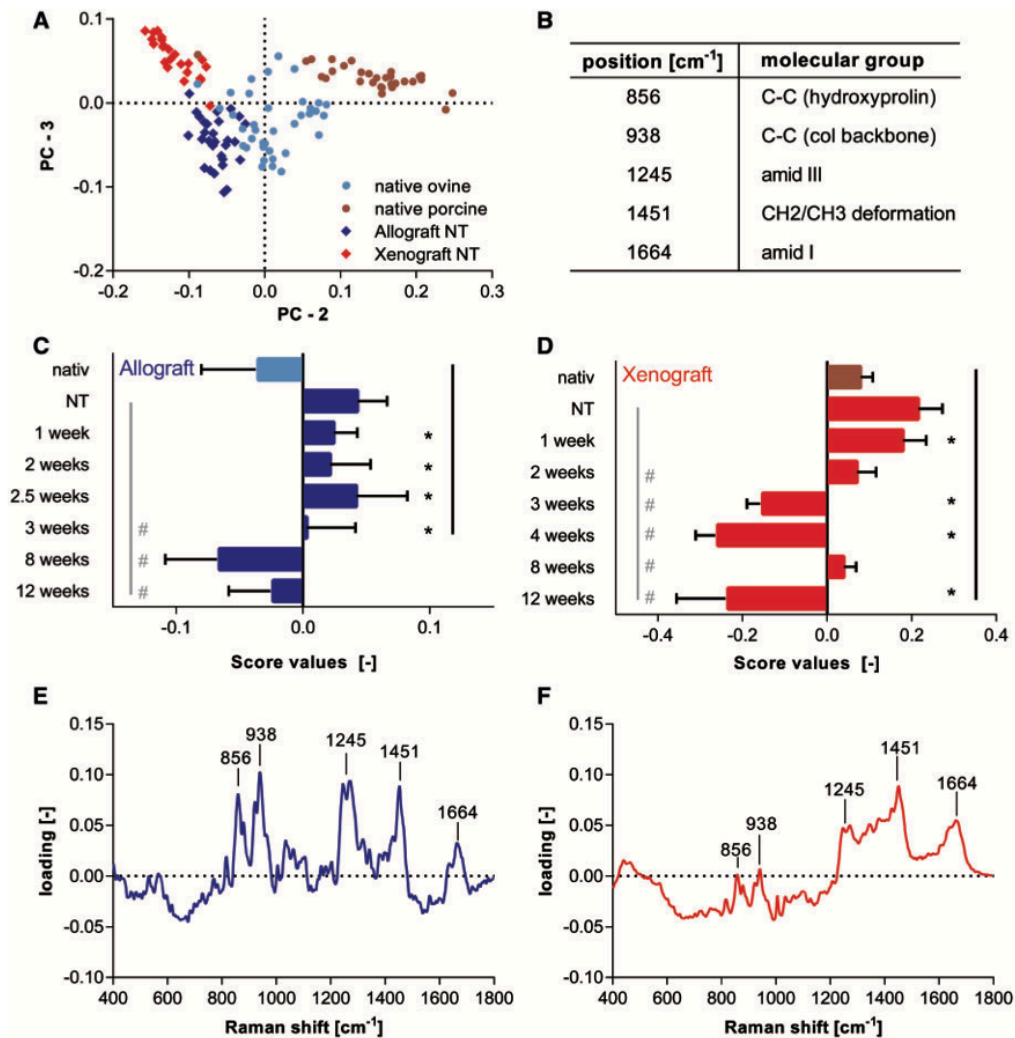 A
0.1
0.0
-0.1
-0.2
PC - 3
-0.2
-0.1
0.0
0.1
0.2
0.3
PC - 2
native ovine
native porcine
Allograft NT
Xenograft NT
B
position [cm⁻¹] molecular group
856 C-C (hydroxyprolin)
938 C-C (col backbone)
1245 amid III
1451 CH2/CH3 deformation
1664 amid I
C
Allograft
nativ
NT
1 week *
2 weeks *
2.5 weeks *
3 weeks # *
8 weeks #
12 weeks #
-0.1 0.0 0.1
Score values [-]
D
Xenograft
nativ
NT
1 week *
2 weeks #
3 weeks # *
4 weeks # *
8 weeks #
12 weeks # *
-0.4 -0.2 0.0 0.2 0.4
Score values [-]
E
0.15
0.10
0.05
0.00
-0.05
-0.10
loading [-]
856
938
1245
1451
1664
400 600 800 1000 1200 1400 1600 1800
Raman shift [cm⁻¹]
F
0.15
0.10
0.05
0.00
-0.05
-0.10
loading [-]
856
938
1245
1451
1664
400 600 800 1000 1200 1400 1600 1800
Raman shift [cm⁻¹]